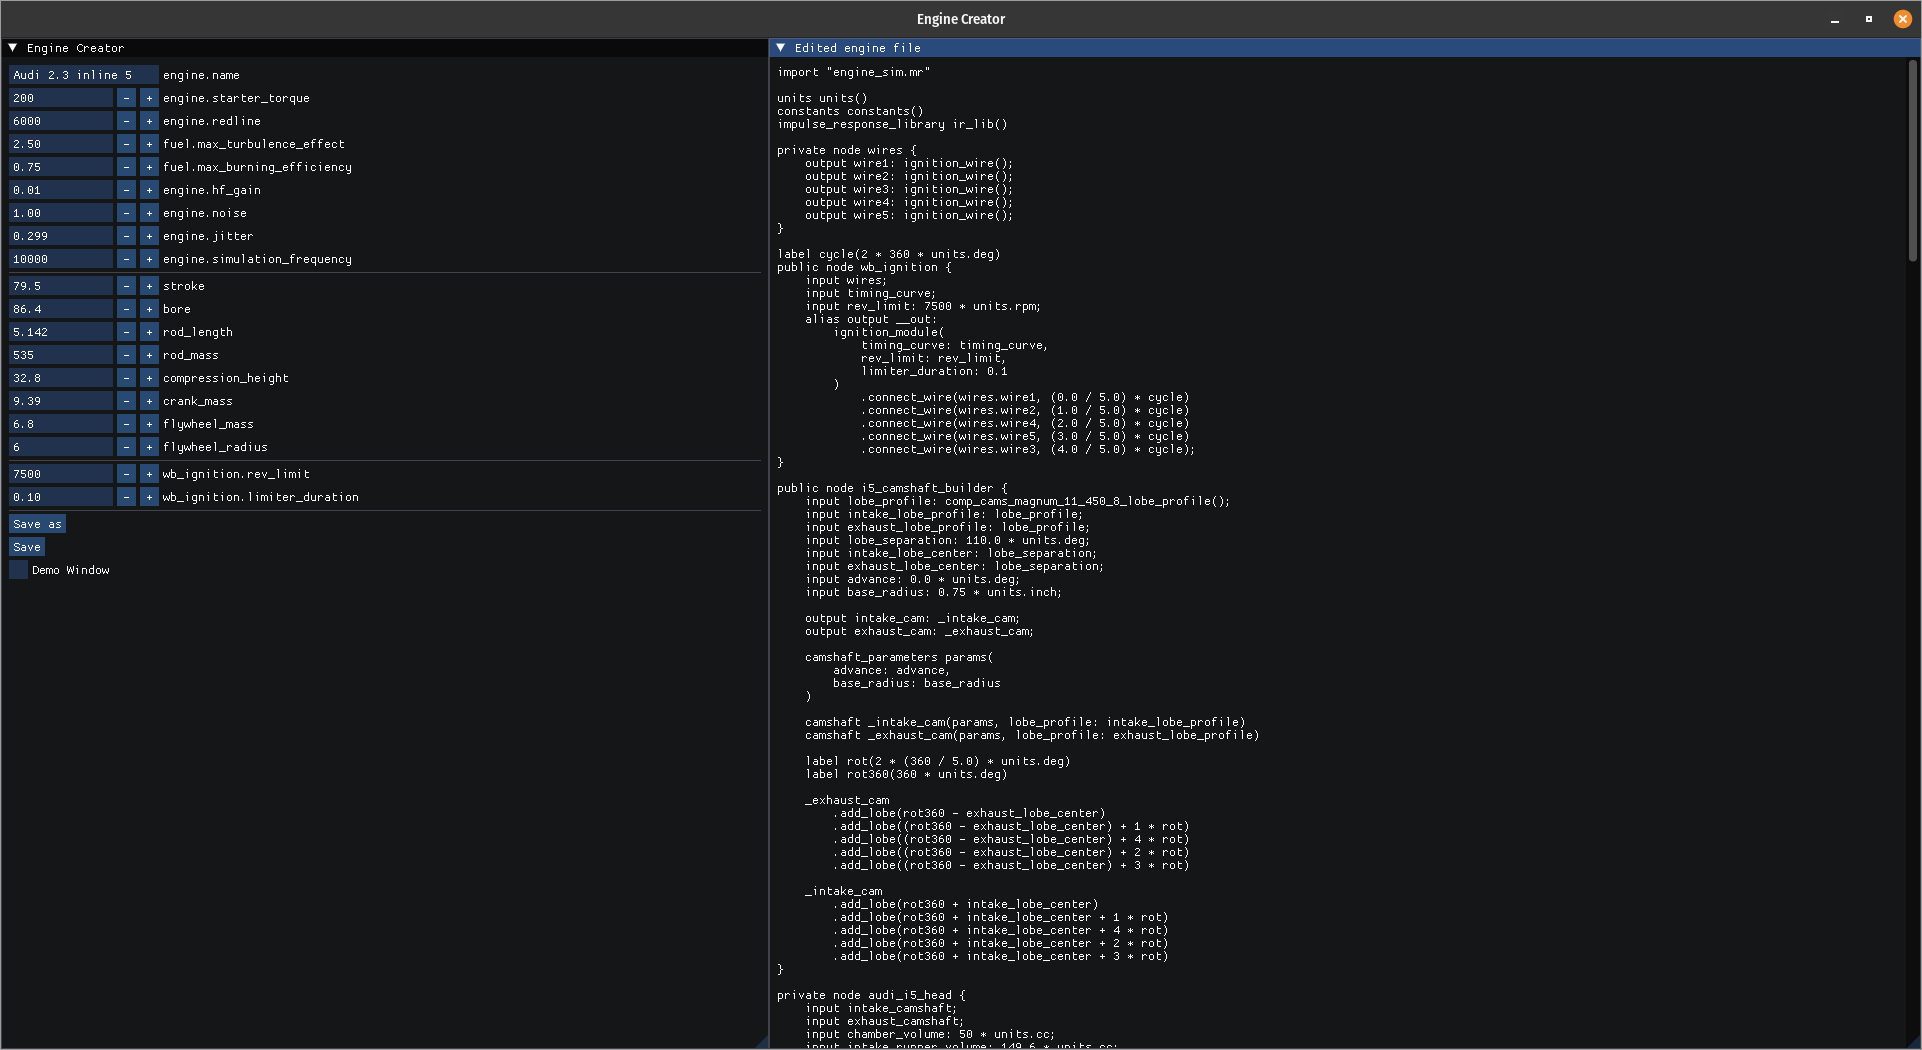 Engine Creator
Engine Creator
Audi 2.3 inline 5 engine.name
200 - + engine.starter_torque
6000 - + engine.redline
2.50 - + fuel.max_turbulence_effect
0.75 - + fuel.max_burning_efficiency
0.01 - + engine.hf_gain
1.00 - + engine.noise
0.299 - + engine.jitter
10000 - + engine.simulation_frequency
79.5 - + stroke
86.4 - + bore
5.142 - + rod_length
535 - + rod_mass
32.8 - + compression_height
9.39 - + crank_mass
6.8 - + flywheel_mass
6 - + flywheel_radius
7500 - + wb_ignition.rev_limit
0.10 - + wb_ignition.limiter_duration
Save as
Save
Demo Window
Edited engine file
import "engine_sim.mr"
units units()
constants constants()
impulse_response_library ir_lib()
private node wires {
    output wire1: ignition_wire();
    output wire2: ignition_wire();
    output wire3: ignition_wire();
    output wire4: ignition_wire();
    output wire5: ignition_wire();
}
label cycle(2 * 360 * units.deg)
public node wb_ignition {
    input wires;
    input timing_curve;
    input rev_limit: 7500 * units.rpm;
    alias output __out:
        ignition_module(
            timing_curve: timing_curve,
            rev_limit: rev_limit,
            limiter_duration: 0.1
        )
            .connect_wire(wires.wire1, (0.0 / 5.0) * cycle)
            .connect_wire(wires.wire2, (1.0 / 5.0) * cycle)
            .connect_wire(wires.wire4, (2.0 / 5.0) * cycle)
            .connect_wire(wires.wire5, (3.0 / 5.0) * cycle)
            .connect_wire(wires.wire3, (4.0 / 5.0) * cycle);
}
public node i5_camshaft_builder {
    input lobe_profile: comp_cams_magnum_11_450_8_lobe_profile();
    input intake_lobe_profile: lobe_profile;
    input exhaust_lobe_profile: lobe_profile;
    input lobe_separation: 110.0 * units.deg;
    input intake_lobe_center: lobe_separation;
    input exhaust_lobe_center: lobe_separation;
    input advance: 0.0 * units.deg;
    input base_radius: 0.75 * units.inch;
    output intake_cam: _intake_cam;
    output exhaust_cam: _exhaust_cam;
    camshaft_parameters params(
        advance: advance,
        base_radius: base_radius
    )
    camshaft _intake_cam(params, lobe_profile: intake_lobe_profile)
    camshaft _exhaust_cam(params, lobe_profile: exhaust_lobe_profile)
    label rot(2 * (360 / 5.0) * units.deg)
    label rot360(360 * units.deg)
    _exhaust_cam
        .add_lobe(rot360 - exhaust_lobe_center)
        .add_lobe((rot360 - exhaust_lobe_center) + 1 * rot)
        .add_lobe((rot360 - exhaust_lobe_center) + 4 * rot)
        .add_lobe((rot360 - exhaust_lobe_center) + 2 * rot)
        .add_lobe((rot360 - exhaust_lobe_center) + 3 * rot)
    _intake_cam
        .add_lobe(rot360 + intake_lobe_center)
        .add_lobe(rot360 + intake_lobe_center + 1 * rot)
        .add_lobe(rot360 + intake_lobe_center + 4 * rot)
        .add_lobe(rot360 + intake_lobe_center + 2 * rot)
        .add_lobe(rot360 + intake_lobe_center + 3 * rot)
}
private node audi_i5_head {
    input intake_camshaft;
    input exhaust_camshaft;
    input chamber_volume: 50 * units.cc;
    input intake_runner_volume: 149.6 * units.cc;